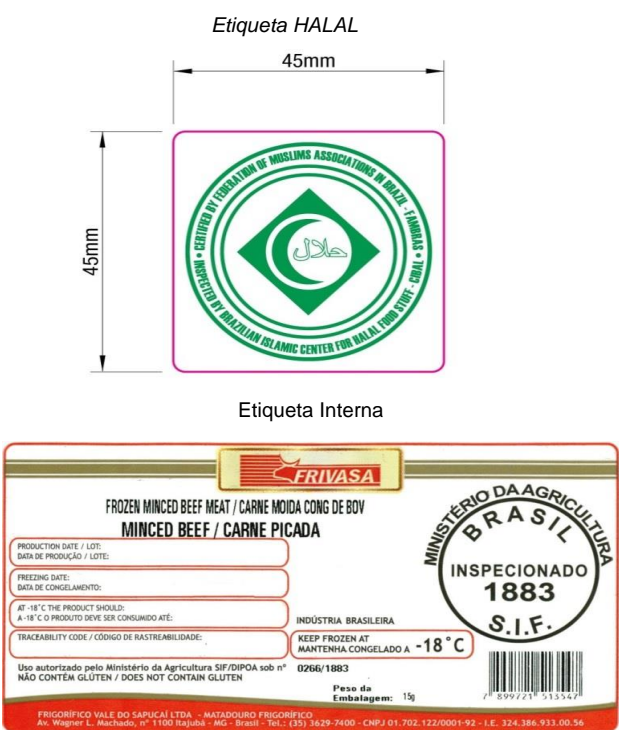 Etiqueta HALAL
45mm
45mm
• CERTIFIED BY FEDERATION OF MUSLIMS ASSOCIATIONS IN BRAZIL - FAMBRAS •
INSPECTED BY BRAZILIAN ISLAMIC CENTER FOR HALAL FOOD STUFF - CIBAL
حلال
Etiqueta Interna
FRIVASA
FROZEN MINCED BEEF MEAT / CARNE MOIDA CONG DE BOV
MINCED BEEF / CARNE PICADA
PRODUCTION DATE / LOT:
DATA DE PRODUÇÃO / LOTE:
FREEZING DATE:
DATA DE CONGELAMENTO:
AT -18°C THE PRODUCT SHOULD:
A -18°C O PRODUTO DEVE SER CONSUMIDO ATÉ:
TRACEABILITY CODE / CÓDIGO DE RASTREABILIDADE:
INDÚSTRIA BRASILEIRA
KEEP FROZEN AT
MANTENHA CONGELADO A -18°C
MINISTÉRIO DA AGRICULTURA
BRASIL
INSPECIONADO
1883
S.I.F.
Uso autorizado pelo Ministério da Agricultura SIF/DIPOA sob nº 0266/1883
NÃO CONTÉM GLÚTEN / DOES NOT CONTAIN GLUTEN
Peso da
Embalagem: 15g
7 899721 513547
FRIGORÍFICO VALE DO SAPUCAÍ LTDA - MATADOURO FRIGORÍFICO
Av. Wagner L. Machado, nº 1100 Itajubá - MG - Brasil - Tel.: (35) 3629-7400 - CNPJ 01.702.122/0001-92 - I.E. 324.386.933.00.56